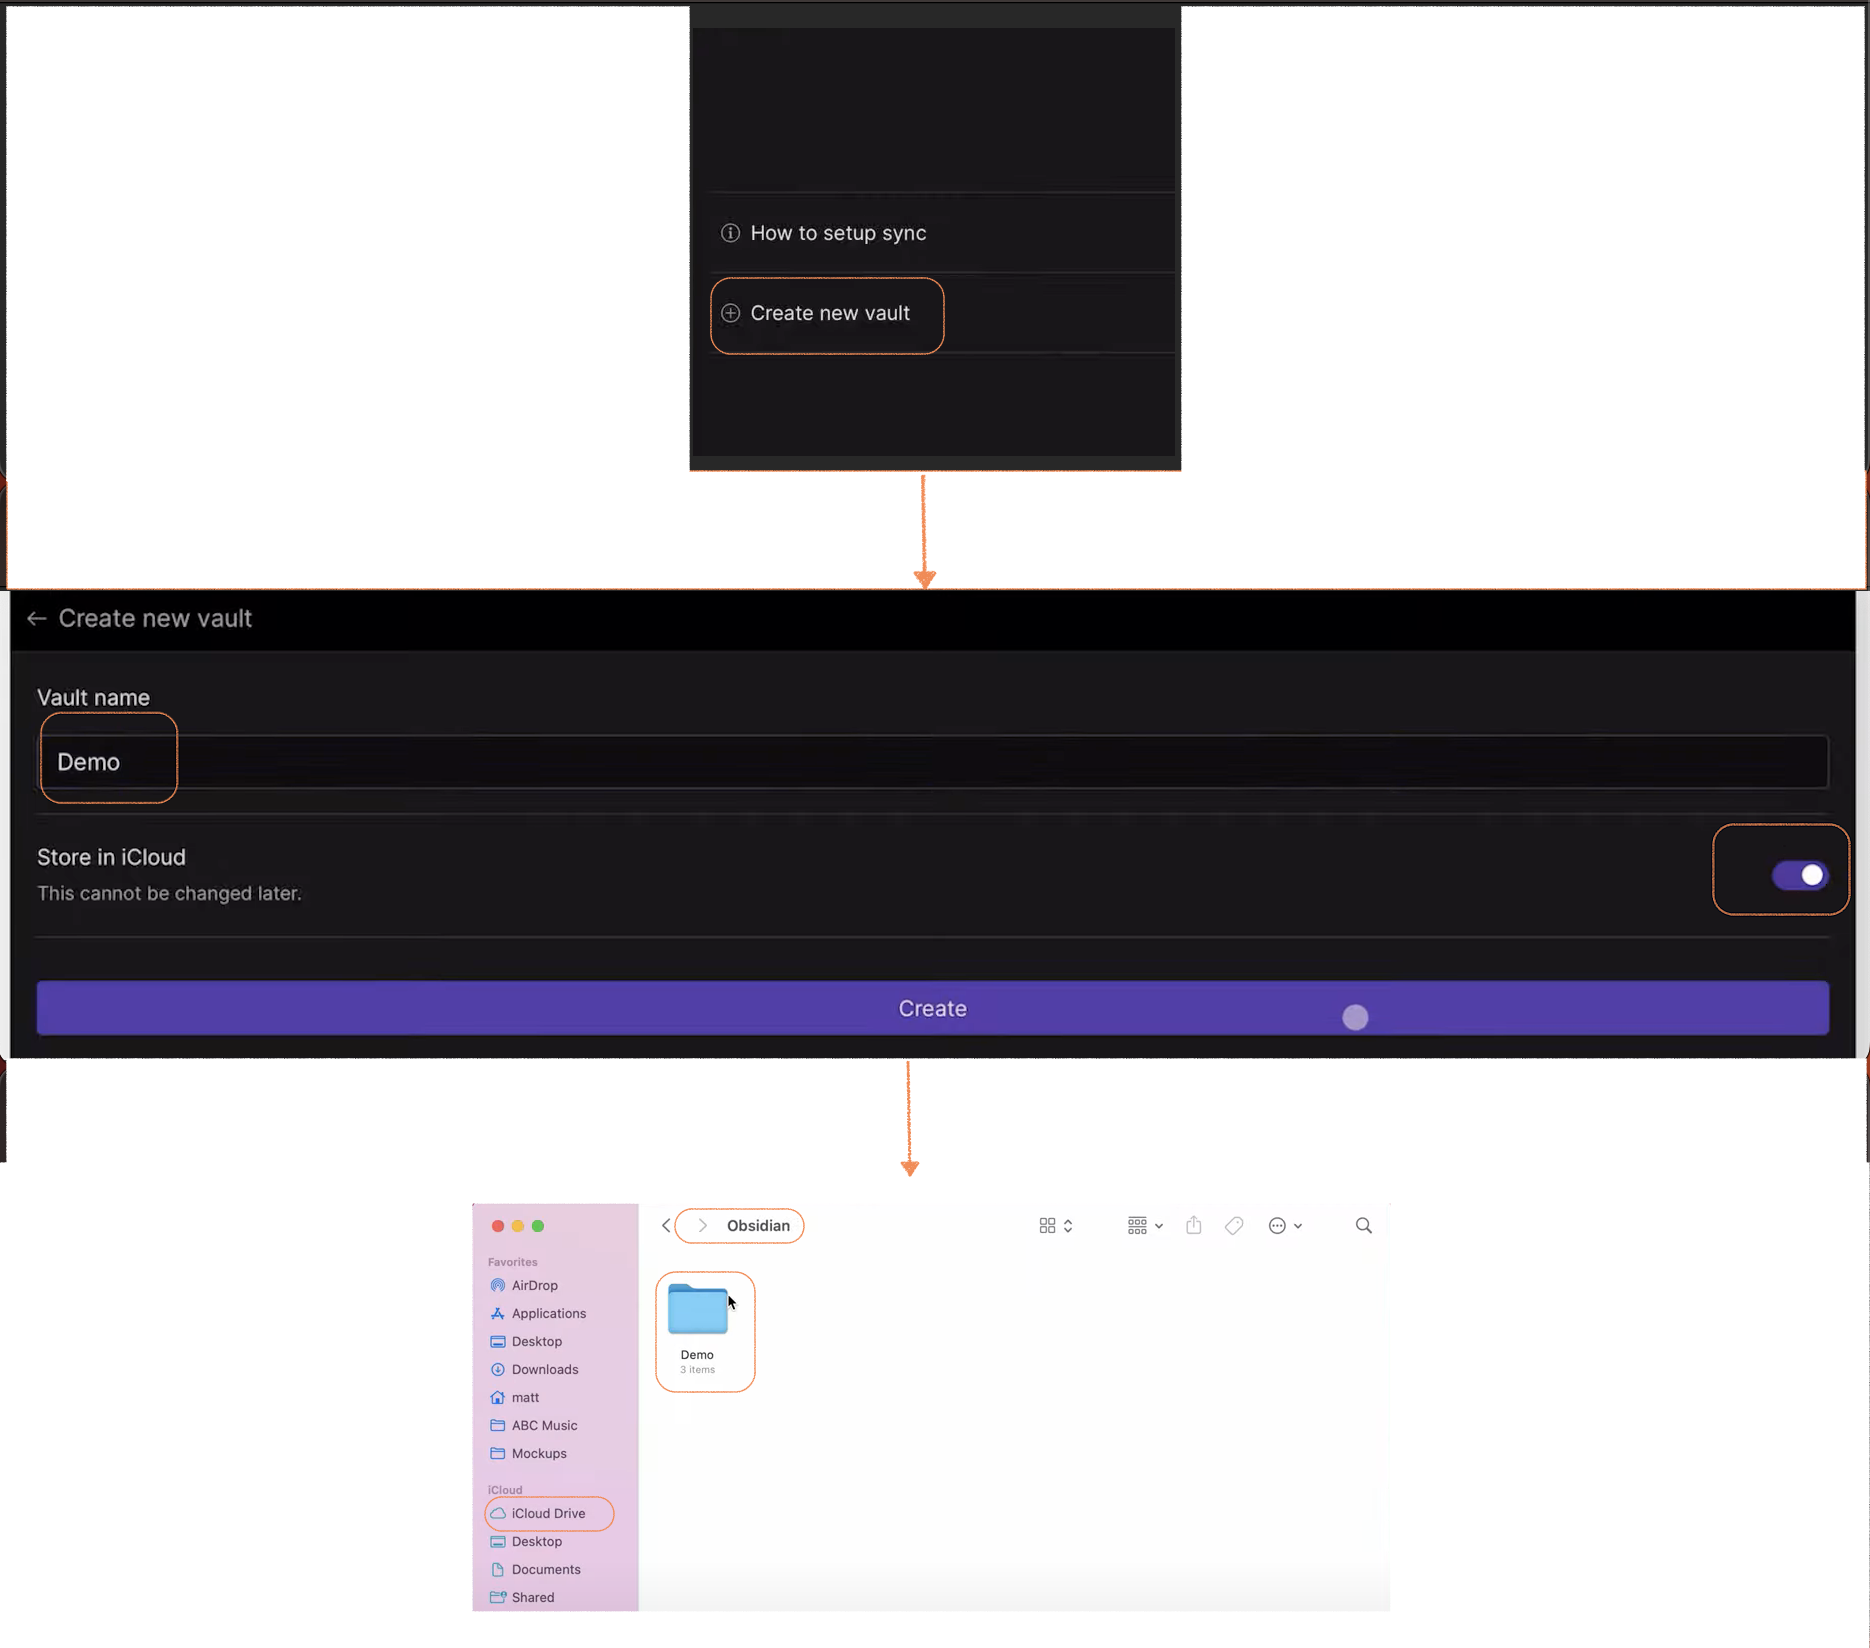 How to setup sync
Create new vault
Create new vault
Vault name
Demo
Store in iCloud
This cannot be changed later.
Create
Obsidian
Favorites
AirDrop
Applications
Desktop
Downloads
matt
ABC Music
Mockups
iCloud
iCloud Drive
Desktop
Documents
Shared
Demo
3 items